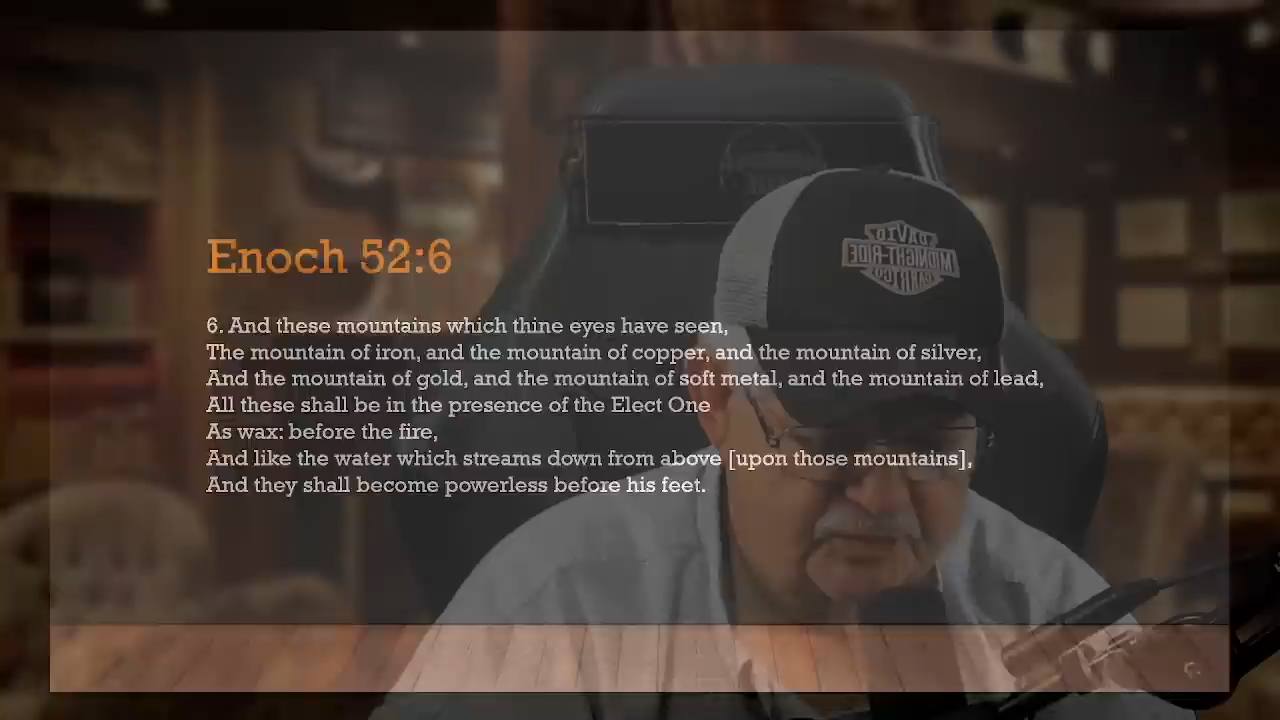 DAVID
MIDNIGHT-RIDE
CARRICO
Enoch 52:6
6. And these mountains which thine eyes have seen,
The mountain of iron, and the mountain of copper, and the mountain of silver,
And the mountain of gold, and the mountain of soft metal, and the mountain of lead,
All these shall be in the presence of the Elect One
As wax: before the fire,
And like the water which streams down from above [upon those mountains],
And they shall become powerless before his feet.